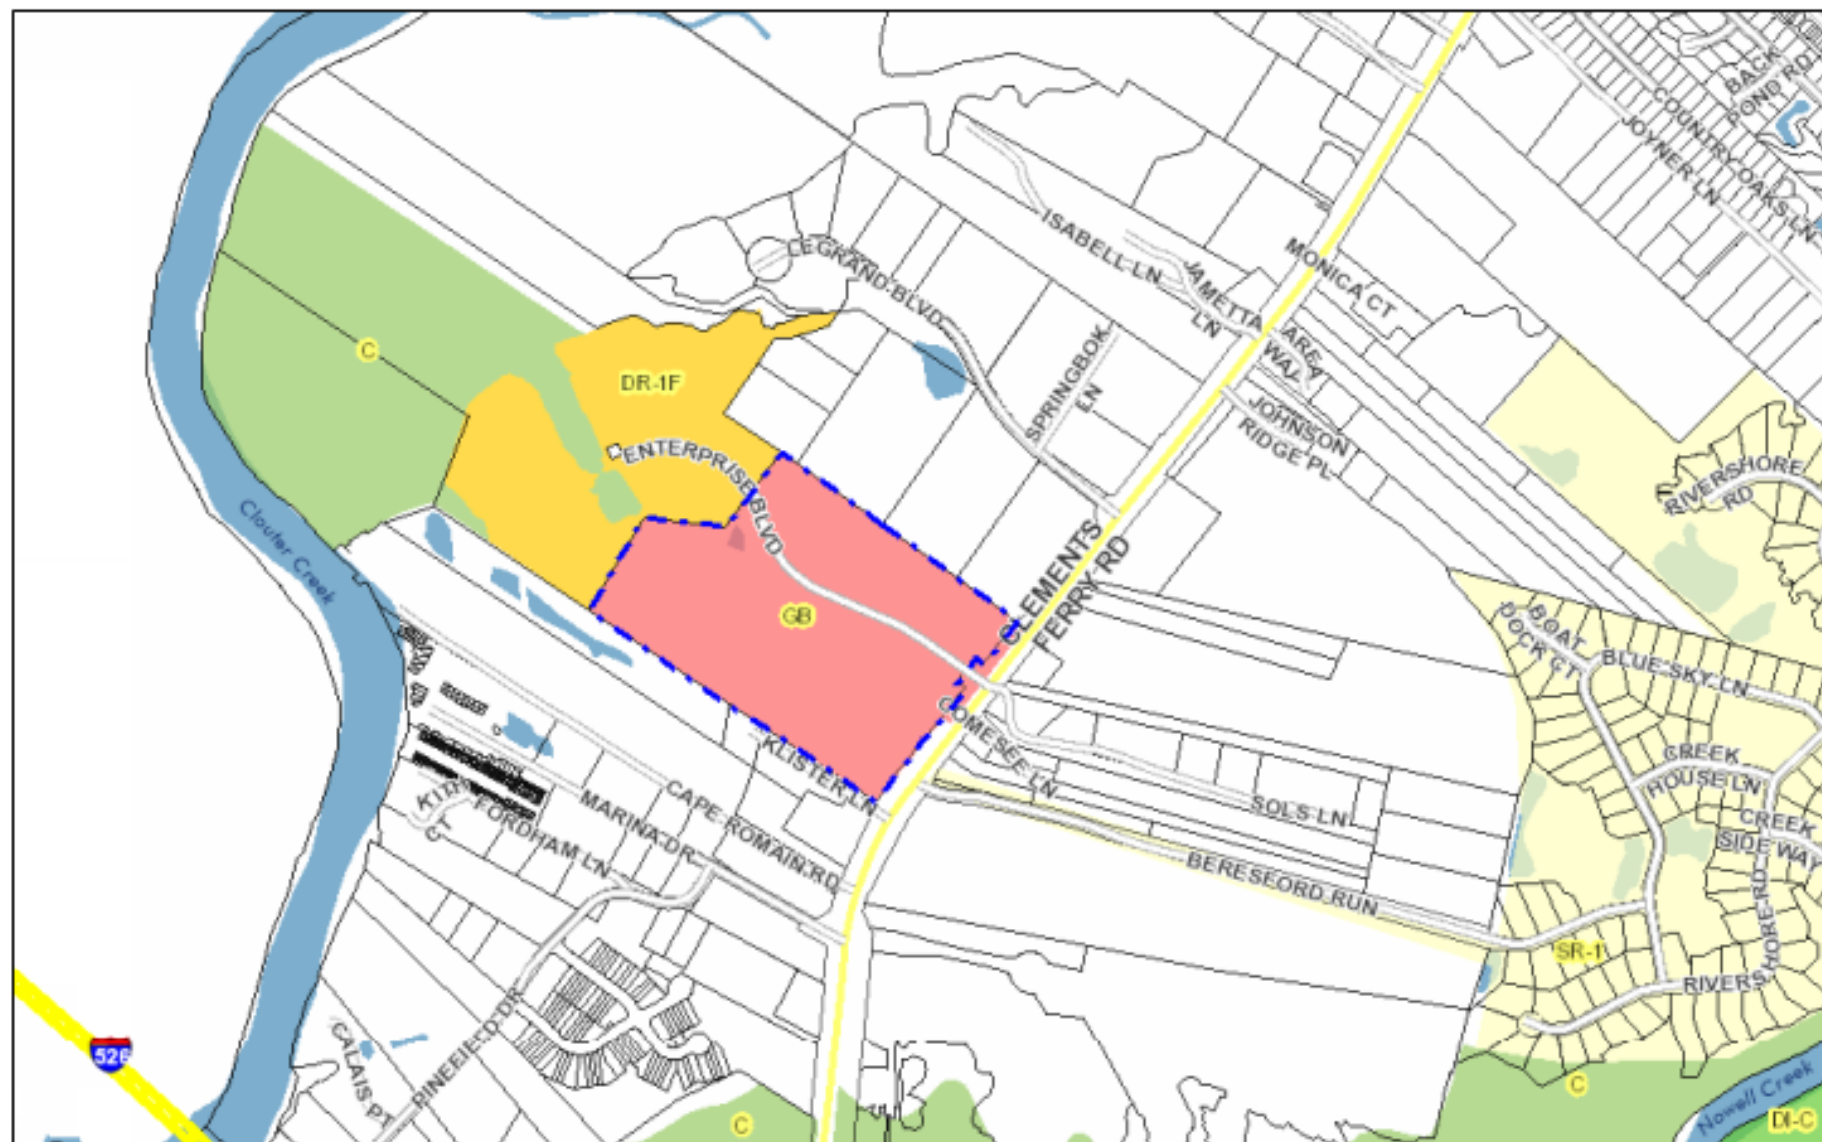 BACK
POND RD
COUNTRY OAKS LN
JOYNER LN
ISABELL LN
LEGRAND BLVD
MONICA CT
JAMETTA
LN
AREA
WAY
SPRINGBOK
LN
C
DR-1F
JOHNSON
RIDGE PL
ENTERPRISE BLVD
RIVERSHORE
RD
Clouter Creek
CLEMENTS
FERRY RD
GB
BOAT
DOCK CT
BLUE SKY LN
COMESEE LN
KLISTER LN
CREEK
HOUSE LN
CREEK
SIDE WAY
SOLS LN
CAPE ROMAIN RD
MARINA DR
FORDHAM LN
BERESFORD RUN
SR-1
RIVERSHORE RD
PINEFIELD DR
CALAIS PT
526
C
C
Nowell Creek
DI-C